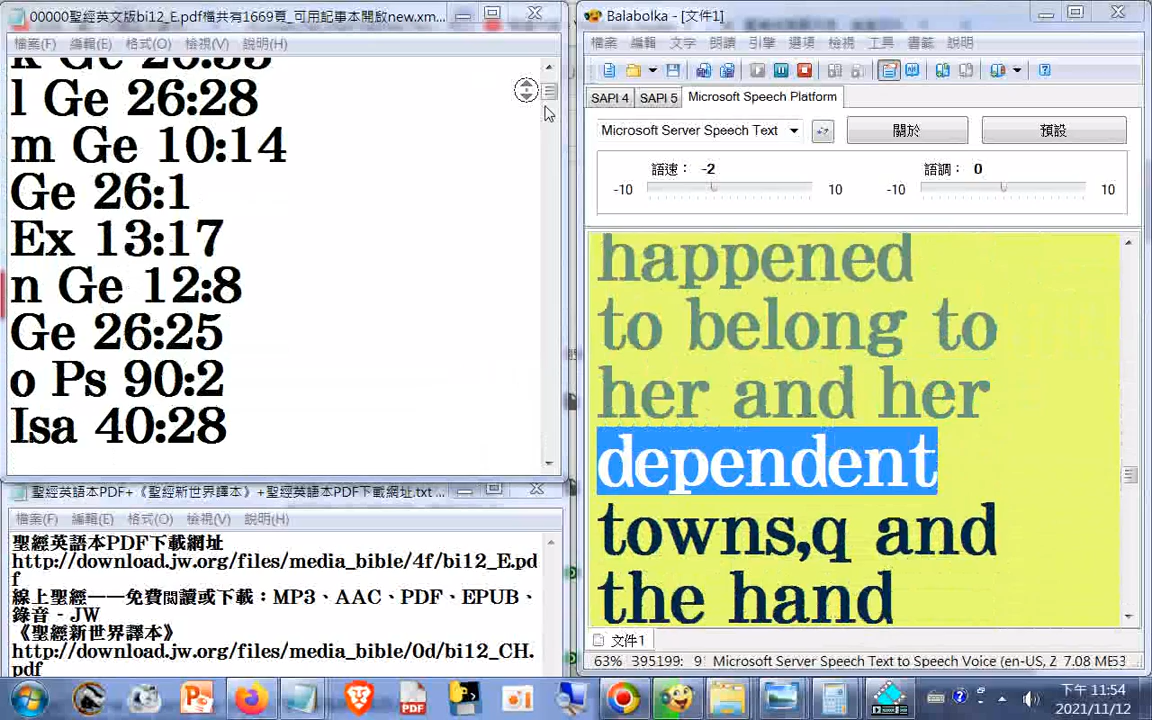 00000聖經英文版bi12_E.pdf檔共有1669頁_可用記事本開啟new.xm...
檔案(F) 編輯(E) 格式(O) 檢視(V) 說明(H)
k Ge 26:33
l Ge 26:28
m Ge 10:14
Ge 26:1
Ex 13:17
n Ge 12:8
Ge 26:25
o Ps 90:2
Isa 40:28
聖經英語本PDF+《聖經新世界譯本》+聖經英語本PDF下載網址.txt ...
檔案(F) 編輯(E) 格式(O) 檢視(V) 說明(H)
聖經英語本PDF下載網址
http://download.jw.org/files/media_bible/4f/bi12_E.pd
f
線上聖經——免費閱讀或下載：MP3、AAC、PDF、EPUB、
錄音 - JW
《聖經新世界譯本》
http://download.jw.org/files/media_bible/0d/bi12_CH.
pdf
Balabolka - [文件1]
檔案 編輯 文字 朗讀 引擎 選項 檢視 工具 書籤 說明
SAPI 4 SAPI 5 Microsoft Speech Platform
Microsoft Server Speech Text 關於 預設
語速： -2 語調： 0
-10 10 -10 10
happened
to belong to
her and her
dependent
towns,q and
the hand
文件1
63% 395199: 9 Microsoft Server Speech Text to Speech Voice (en-US, Z 7.08 ME53
PDF
下午 11:54
2021/11/12